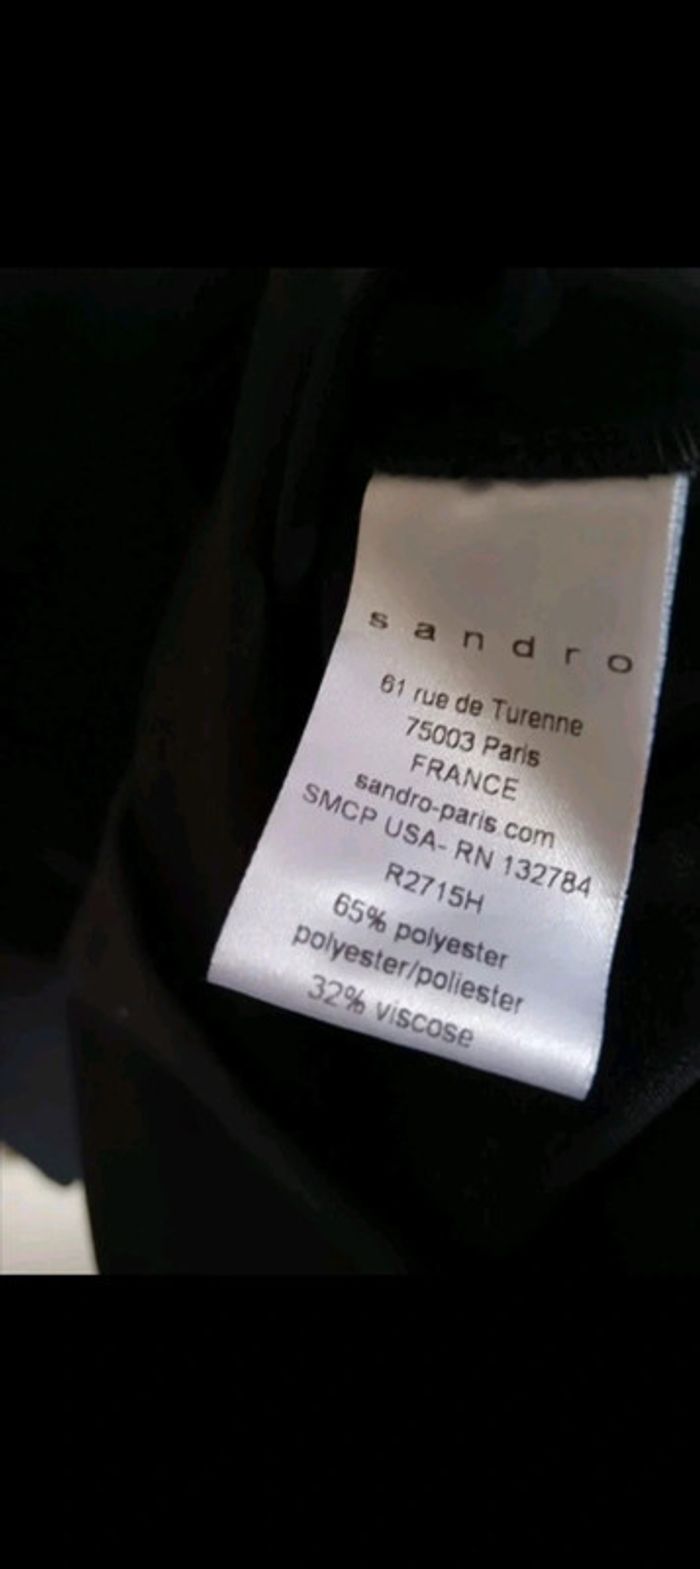 sandro
61 rue de Turenne
75003 Paris
FRANCE
sandro-paris.com
SMCP USA- RN 132784
R2715H
65% polyester
polyester/poliester
32% viscose